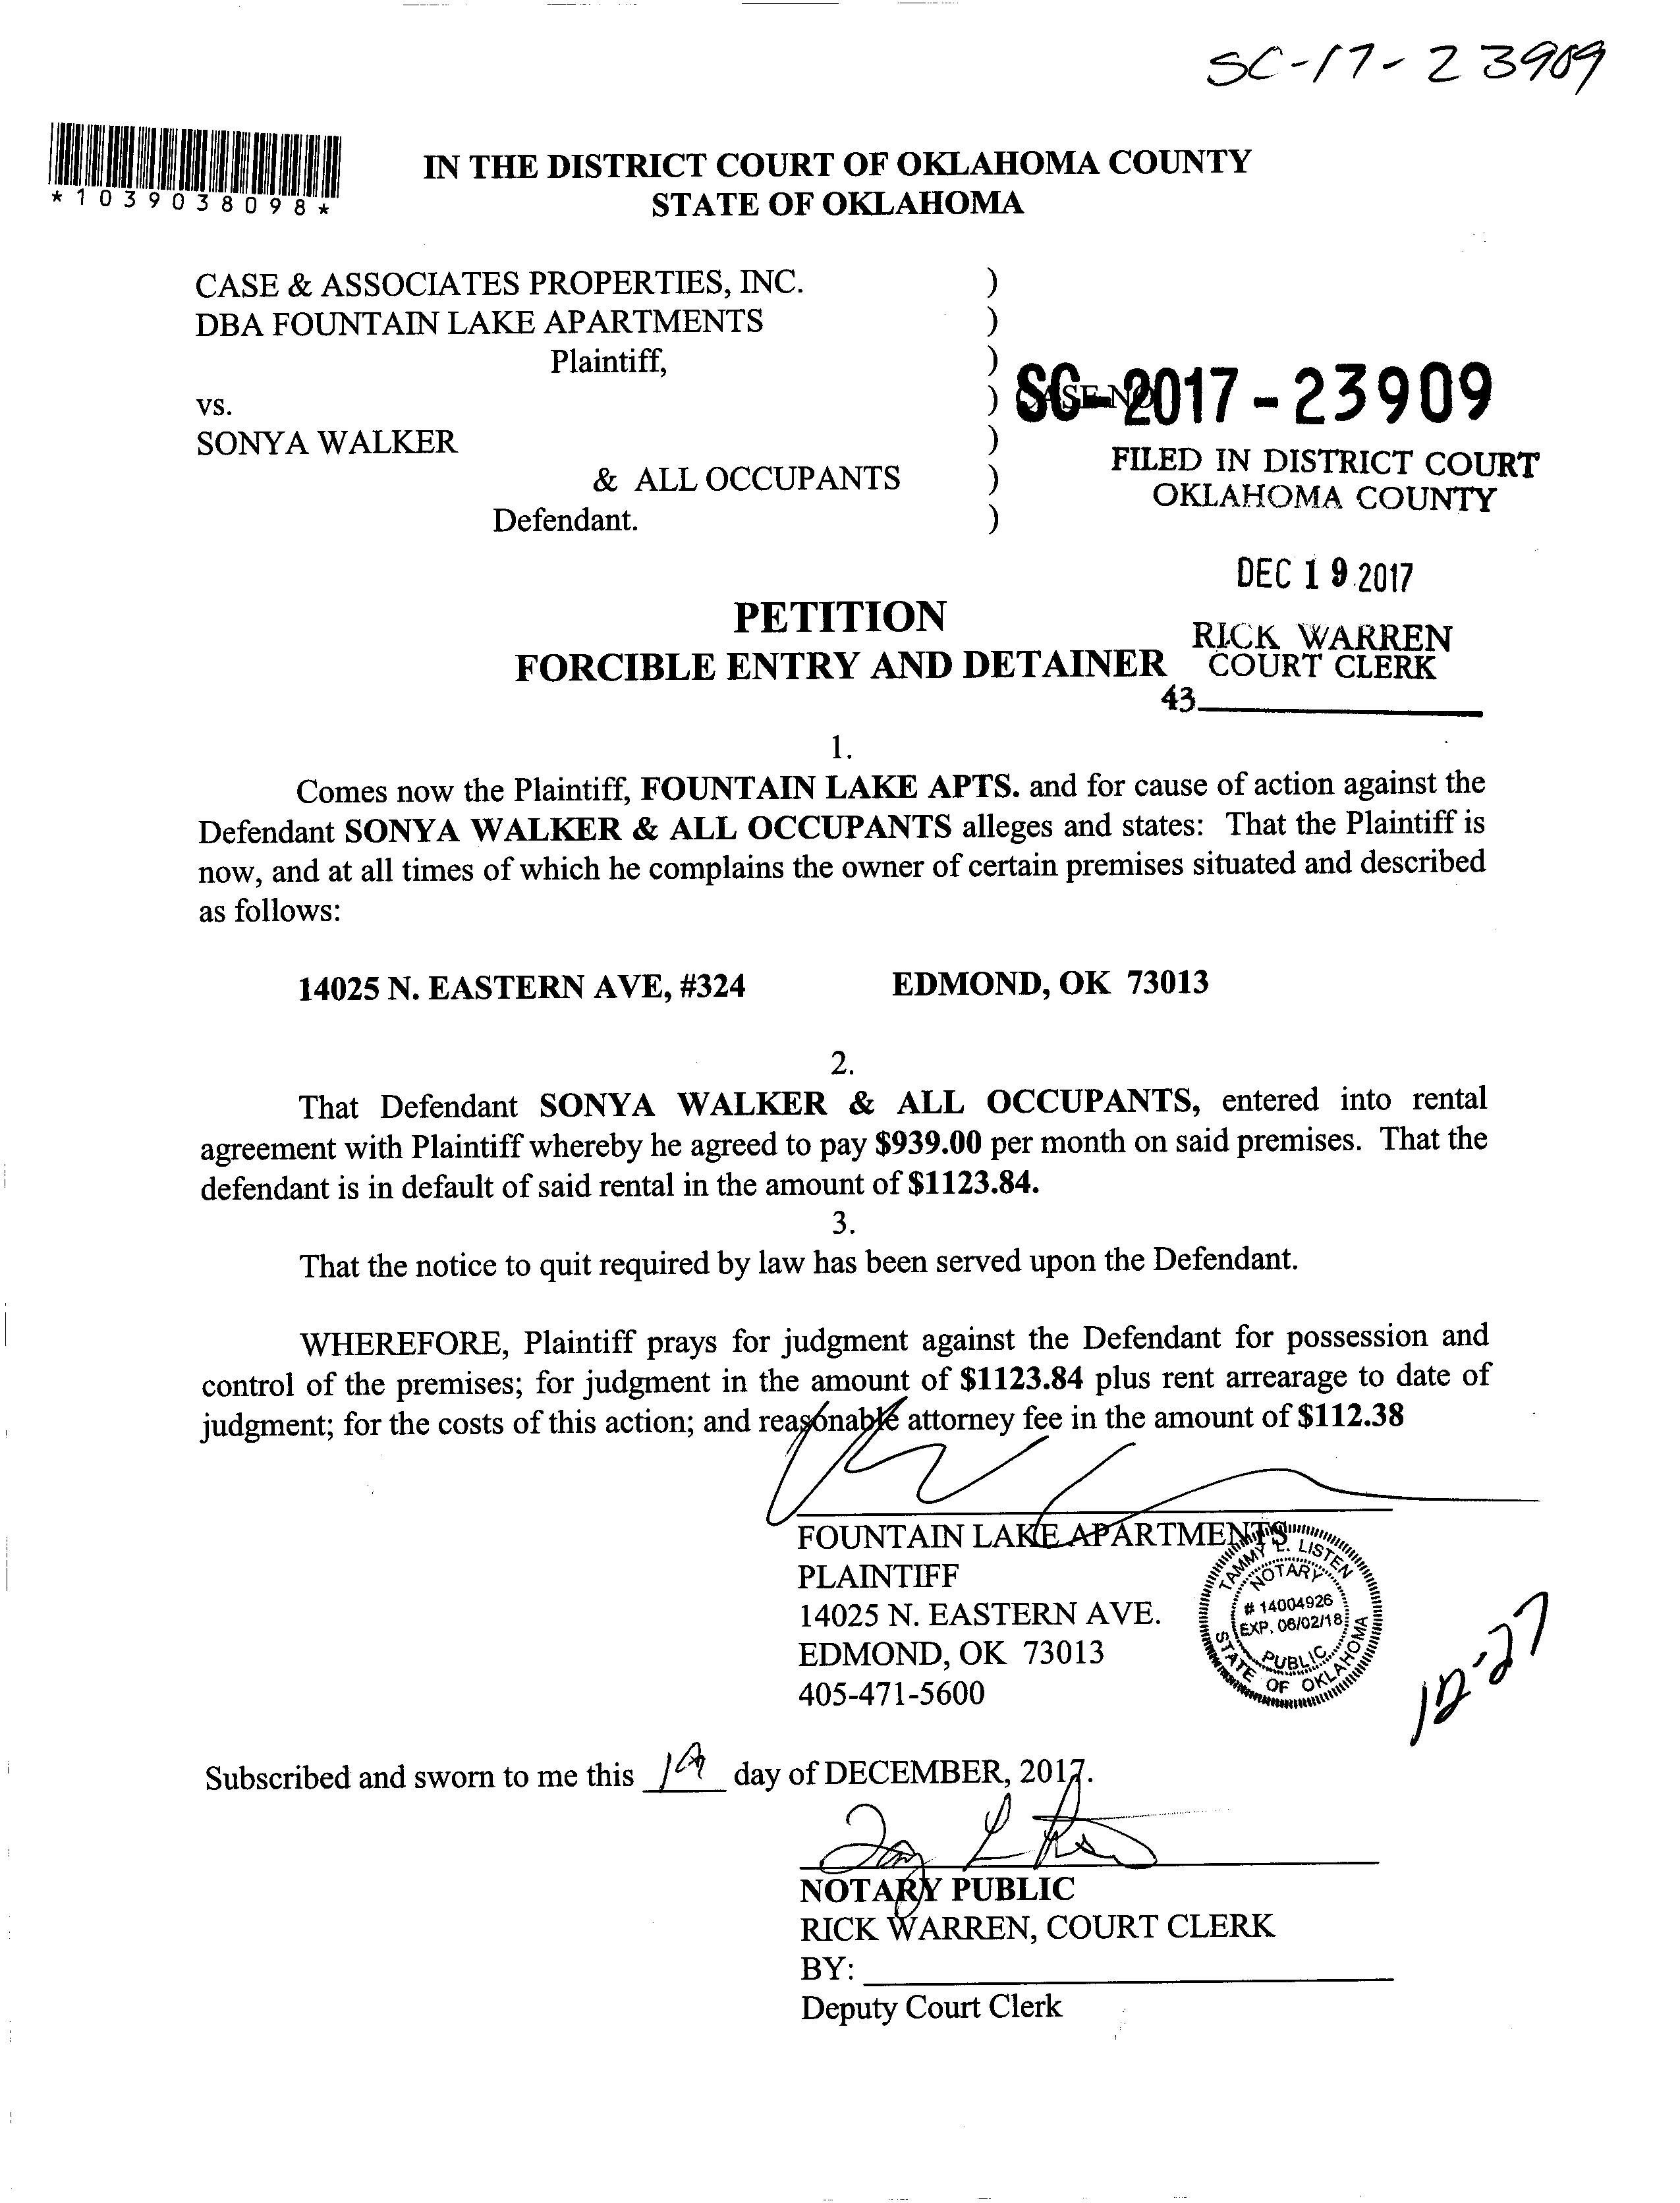 SC-17-23909
*1039038098*
IN THE DISTRICT COURT OF OKLAHOMA COUNTY
STATE OF OKLAHOMA
CASE & ASSOCIATES PROPERTIES, INC. )
DBA FOUNTAIN LAKE APARTMENTS )
Plaintiff, )
vs. ) CASE NO. SC-2017-23909
SONYA WALKER )
& ALL OCCUPANTS )
Defendant. )
FILED IN DISTRICT COURT
OKLAHOMA COUNTY
DEC 19 2017
RICK WARREN
COURT CLERK
43
PETITION
FORCIBLE ENTRY AND DETAINER
1.
Comes now the Plaintiff, FOUNTAIN LAKE APTS. and for cause of action against the
Defendant SONYA WALKER & ALL OCCUPANTS alleges and states: That the Plaintiff is
now, and at all times of which he complains the owner of certain premises situated and described
as follows:
14025 N. EASTERN AVE, #324 EDMOND, OK 73013
2.
That Defendant SONYA WALKER & ALL OCCUPANTS, entered into rental
agreement with Plaintiff whereby he agreed to pay $939.00 per month on said premises. That the
defendant is in default of said rental in the amount of $1123.84.
3.
That the notice to quit required by law has been served upon the Defendant.
WHEREFORE, Plaintiff prays for judgment against the Defendant for possession and
control of the premises; for judgment in the amount of $1123.84 plus rent arrearage to date of
judgment; for the costs of this action; and reasonable attorney fee in the amount of $112.38
FOUNTAIN LAKE APARTMENTS
PLAINTIFF
14025 N. EASTERN AVE.
EDMOND, OK 73013
405-471-5600
TAMMY L. LISTEN
NOTARY
# 14004926
EXP. 06/02/18
PUBLIC
STATE OF OKLAHOMA
12-27
Subscribed and sworn to me this 19 day of DECEMBER, 2017.
NOTARY PUBLIC
RICK WARREN, COURT CLERK
BY:
Deputy Court Clerk